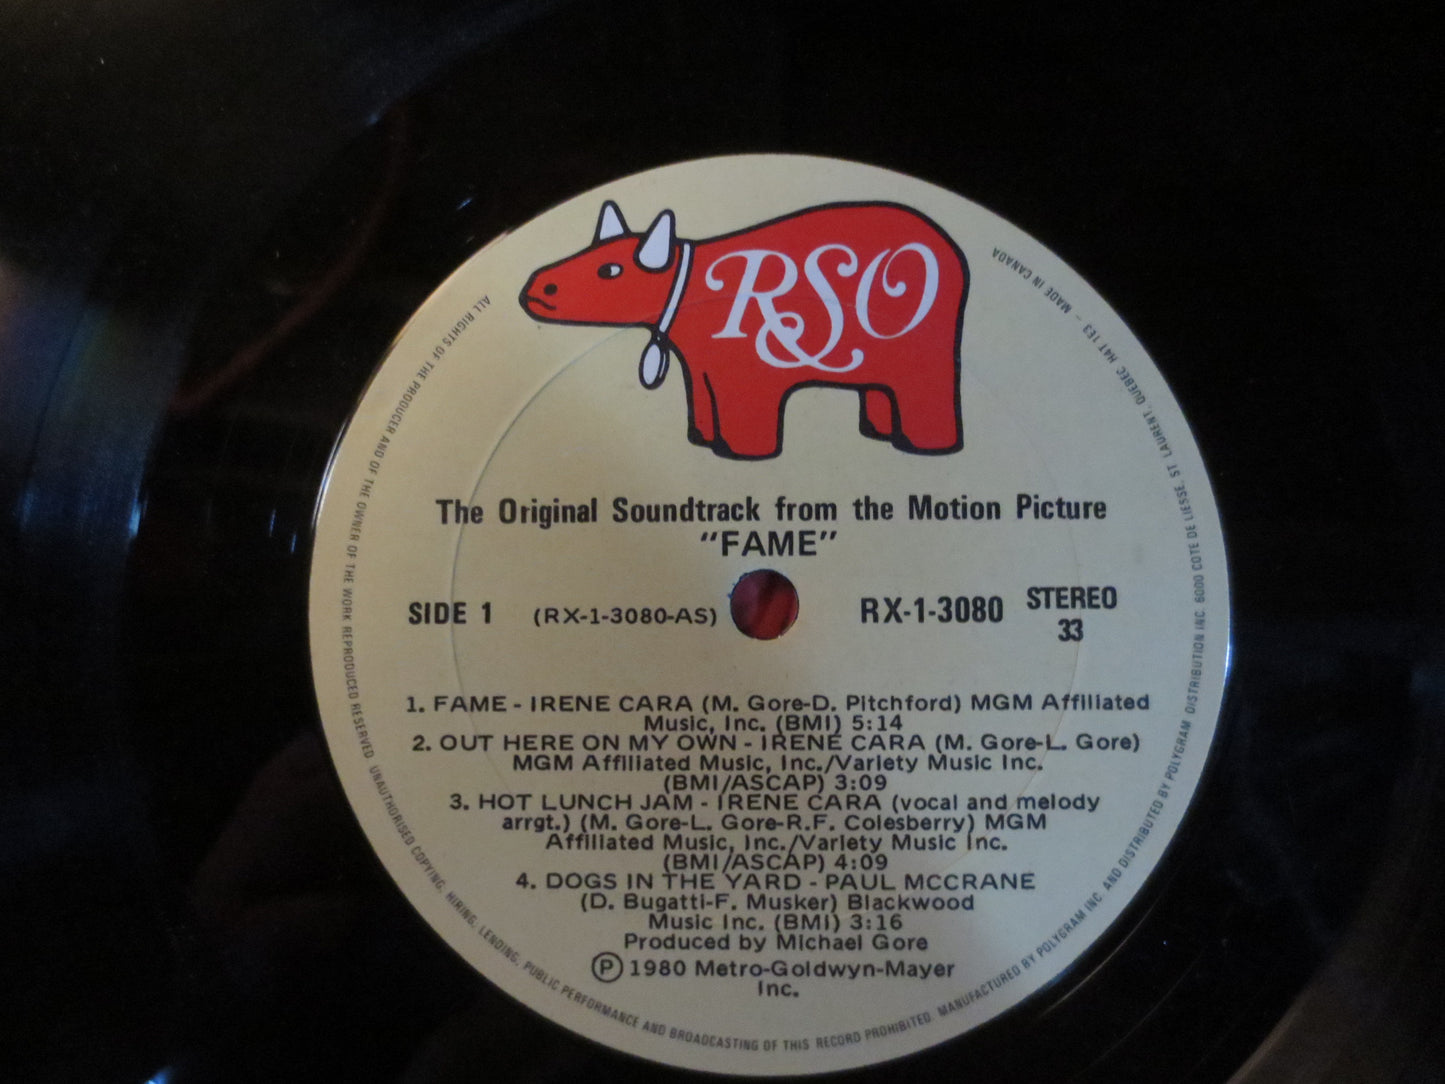 RSO
The Original Soundtrack from the Motion Picture
"FAME"
SIDE 1 (RX-1-3080-AS) RX-1-3080 STEREO
33
1. FAME - IRENE CARA (M. Gore-D. Pitchford) MGM Affiliated
Music, Inc. (BMI) 5:14
2. OUT HERE ON MY OWN - IRENE CARA (M. Gore-L. Gore)
MGM Affiliated Music, Inc./Variety Music Inc.
(BMI/ASCAP) 3:09
3. HOT LUNCH JAM - IRENE CARA (vocal and melody
arrgt.) (M. Gore-L. Gore-R.F. Colesberry) MGM
Affiliated Music, Inc./Variety Music Inc.
(BMI/ASCAP) 4:09
4. DOGS IN THE YARD - PAUL MCCRANE
(D. Bugatti-F. Musker) Blackwood
Music Inc. (BMI) 3:16
Produced by Michael Gore
Ⓟ 1980 Metro-Goldwyn-Mayer
Inc.
ALL RIGHTS OF THE PRODUCER AND OF THE OWNER OF THE WORK REPRODUCED RESERVED. UNAUTHORISED COPYING, HIRING, LENDING, PUBLIC PERFORMANCE AND BROADCASTING OF THIS RECORD PROHIBITED. MANUFACTURED BY POLYGRAM INC. AND DISTRIBUTED BY POLYGRAM DISTRIBUTION INC. 6000 COTE DE LIESSE, ST LAURENT, QUEBEC H4T 1E3 - MADE IN CANADA